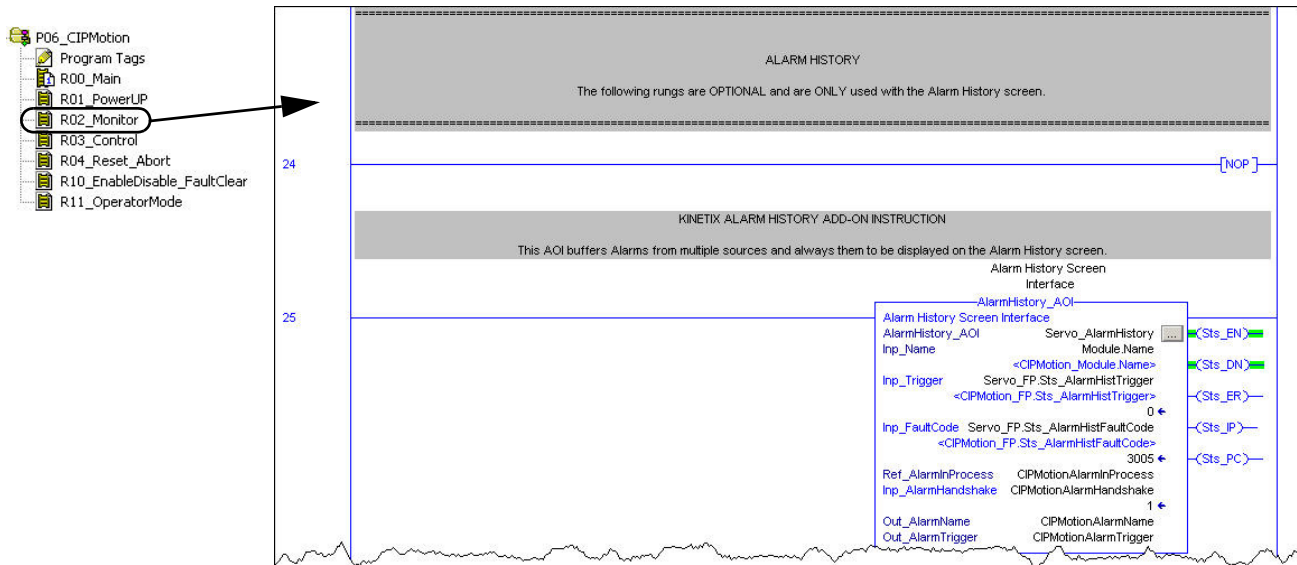 P06_CIPMotion
Program Tags
R00_Main
R01_PowerUP
R02_Monitor
R03_Control
R04_Reset_Abort
R10_EnableDisable_FaultClear
R11_OperatorMode
ALARM HISTORY
The following rungs are OPTIONAL and are ONLY used with the Alarm History screen.
24
NOP
KINETIX ALARM HISTORY ADD-ON INSTRUCTION
This AOI buffers Alarms from multiple sources and always them to be displayed on the Alarm History screen.
Alarm History Screen
Interface
AlarmHistory_AOI
25
Alarm History Screen Interface
AlarmHistory_AOI Servo_AlarmHistory ... (Sts_EN)
Inp_Name Module.Name
<CIPMotion_Module.Name> (Sts_DN)
Inp_Trigger Servo_FP.Sts_AlarmHistTrigger
<CIPMotion_FP.Sts_AlarmHistTrigger> (Sts_ER)
0
Inp_FaultCode Servo_FP.Sts_AlarmHistFaultCode (Sts_IP)
<CIPMotion_FP.Sts_AlarmHistFaultCode>
3005 (Sts_PC)
Ref_AlarmInProcess CIPMotionAlarmInProcess
Inp_AlarmHandshake CIPMotionAlarmHandshake
1
Out_AlarmName CIPMotionAlarmName
Out_AlarmTrigger CIPMotionAlarmTrigger